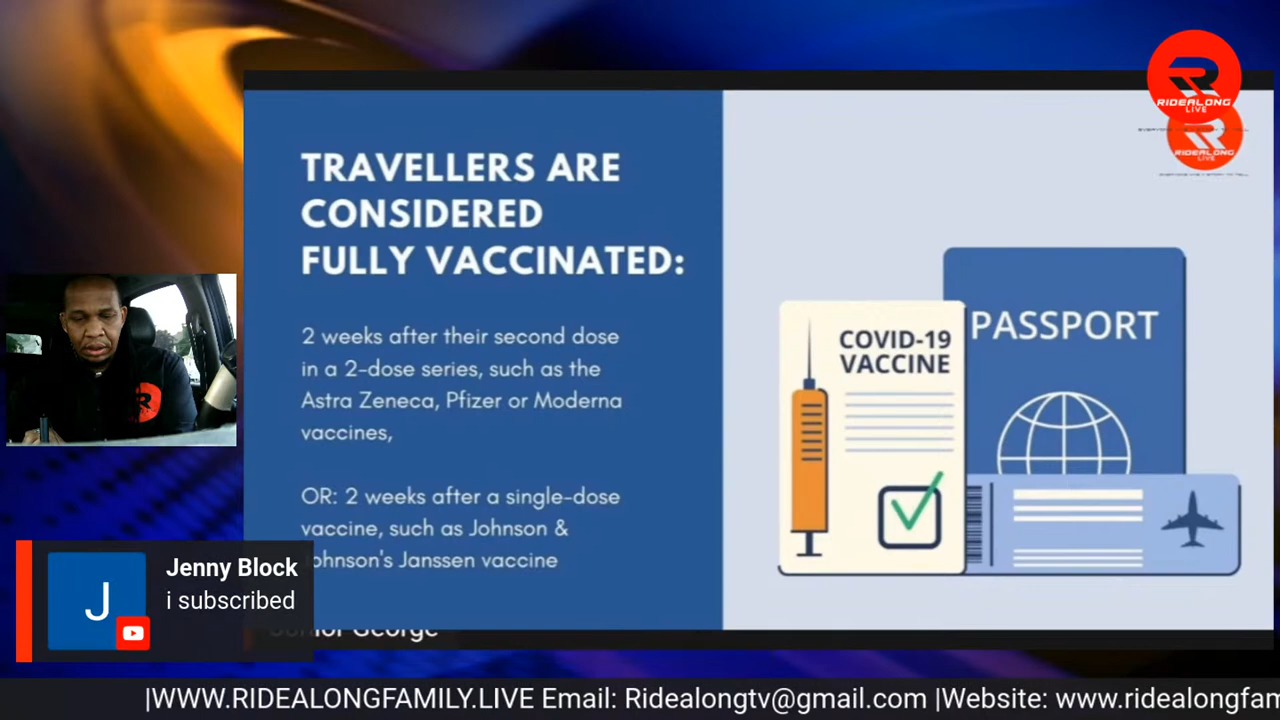 RIDEALONG
LIVE
RIDEALONG
LIVE
TRAVELLERS ARE
CONSIDERED
FULLY VACCINATED:
2 weeks after their second dose
in a 2-dose series, such as the
Astra Zeneca, Pfizer or Moderna
vaccines,
OR: 2 weeks after a single-dose
vaccine, such as Johnson &
ohnson's Janssen vaccine
COVID-19
VACCINE
PASSPORT
J
Jenny Block
i subscribed
George
|WWW.RIDEALONGFAMILY.LIVE Email: Ridealongtv@gmail.com |Website: www.ridealongfam